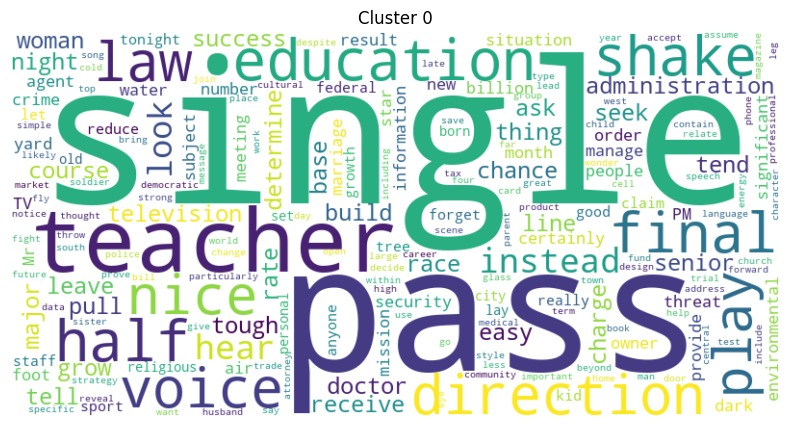 Cluster 0
woman
song
tonight
success
despite
result
situation
year
accept
assume
night
cold
law
education
late
type
shake
magazine
leg
agent
top
water
join
cultural
number
federal
new
billion
group
lead
administration
crime
place
star
ask
west
phone
let
look
subject
meeting
work
determine
including
information
save
born
thing
seek
child
contain
relate
significant
professional
character
simple
reduce
bring
message
base
marriage
growth
single
far
month
order
people
manage
speech
energy
wonder
yard
likely
old
course
market
soldier
democratic
strong
tax
four
card
great
chance
cell
tend
TV
fly
television
set
day
build
forget
scene
product
parent
line
good
claim
PM
language
notice
throw
thought
south
police
world
change
open
tree
large
decide
career
race
certainly
instead
final
senior
fund
design
church
forward
town
trial
address
threat
Mr
fight
future
teacher
prove
bill
particularly
rate
within
high
glass
city
really
security
use
lay
medical
term
charge
book
help
owner
provide
central
test
include
play
environmental
leave
nice
major
data
pull
sister
give
tough
personal
anyone
mission
go
easy
style
less
beyond
half
hear
staff
foot
grow
strategy
religious
air
trade
attorney
pass
doctor
community
important
home
man
door
kid
dark
tell
reveal
sport
specific
want
husband
voice
say
receive
eye
direction